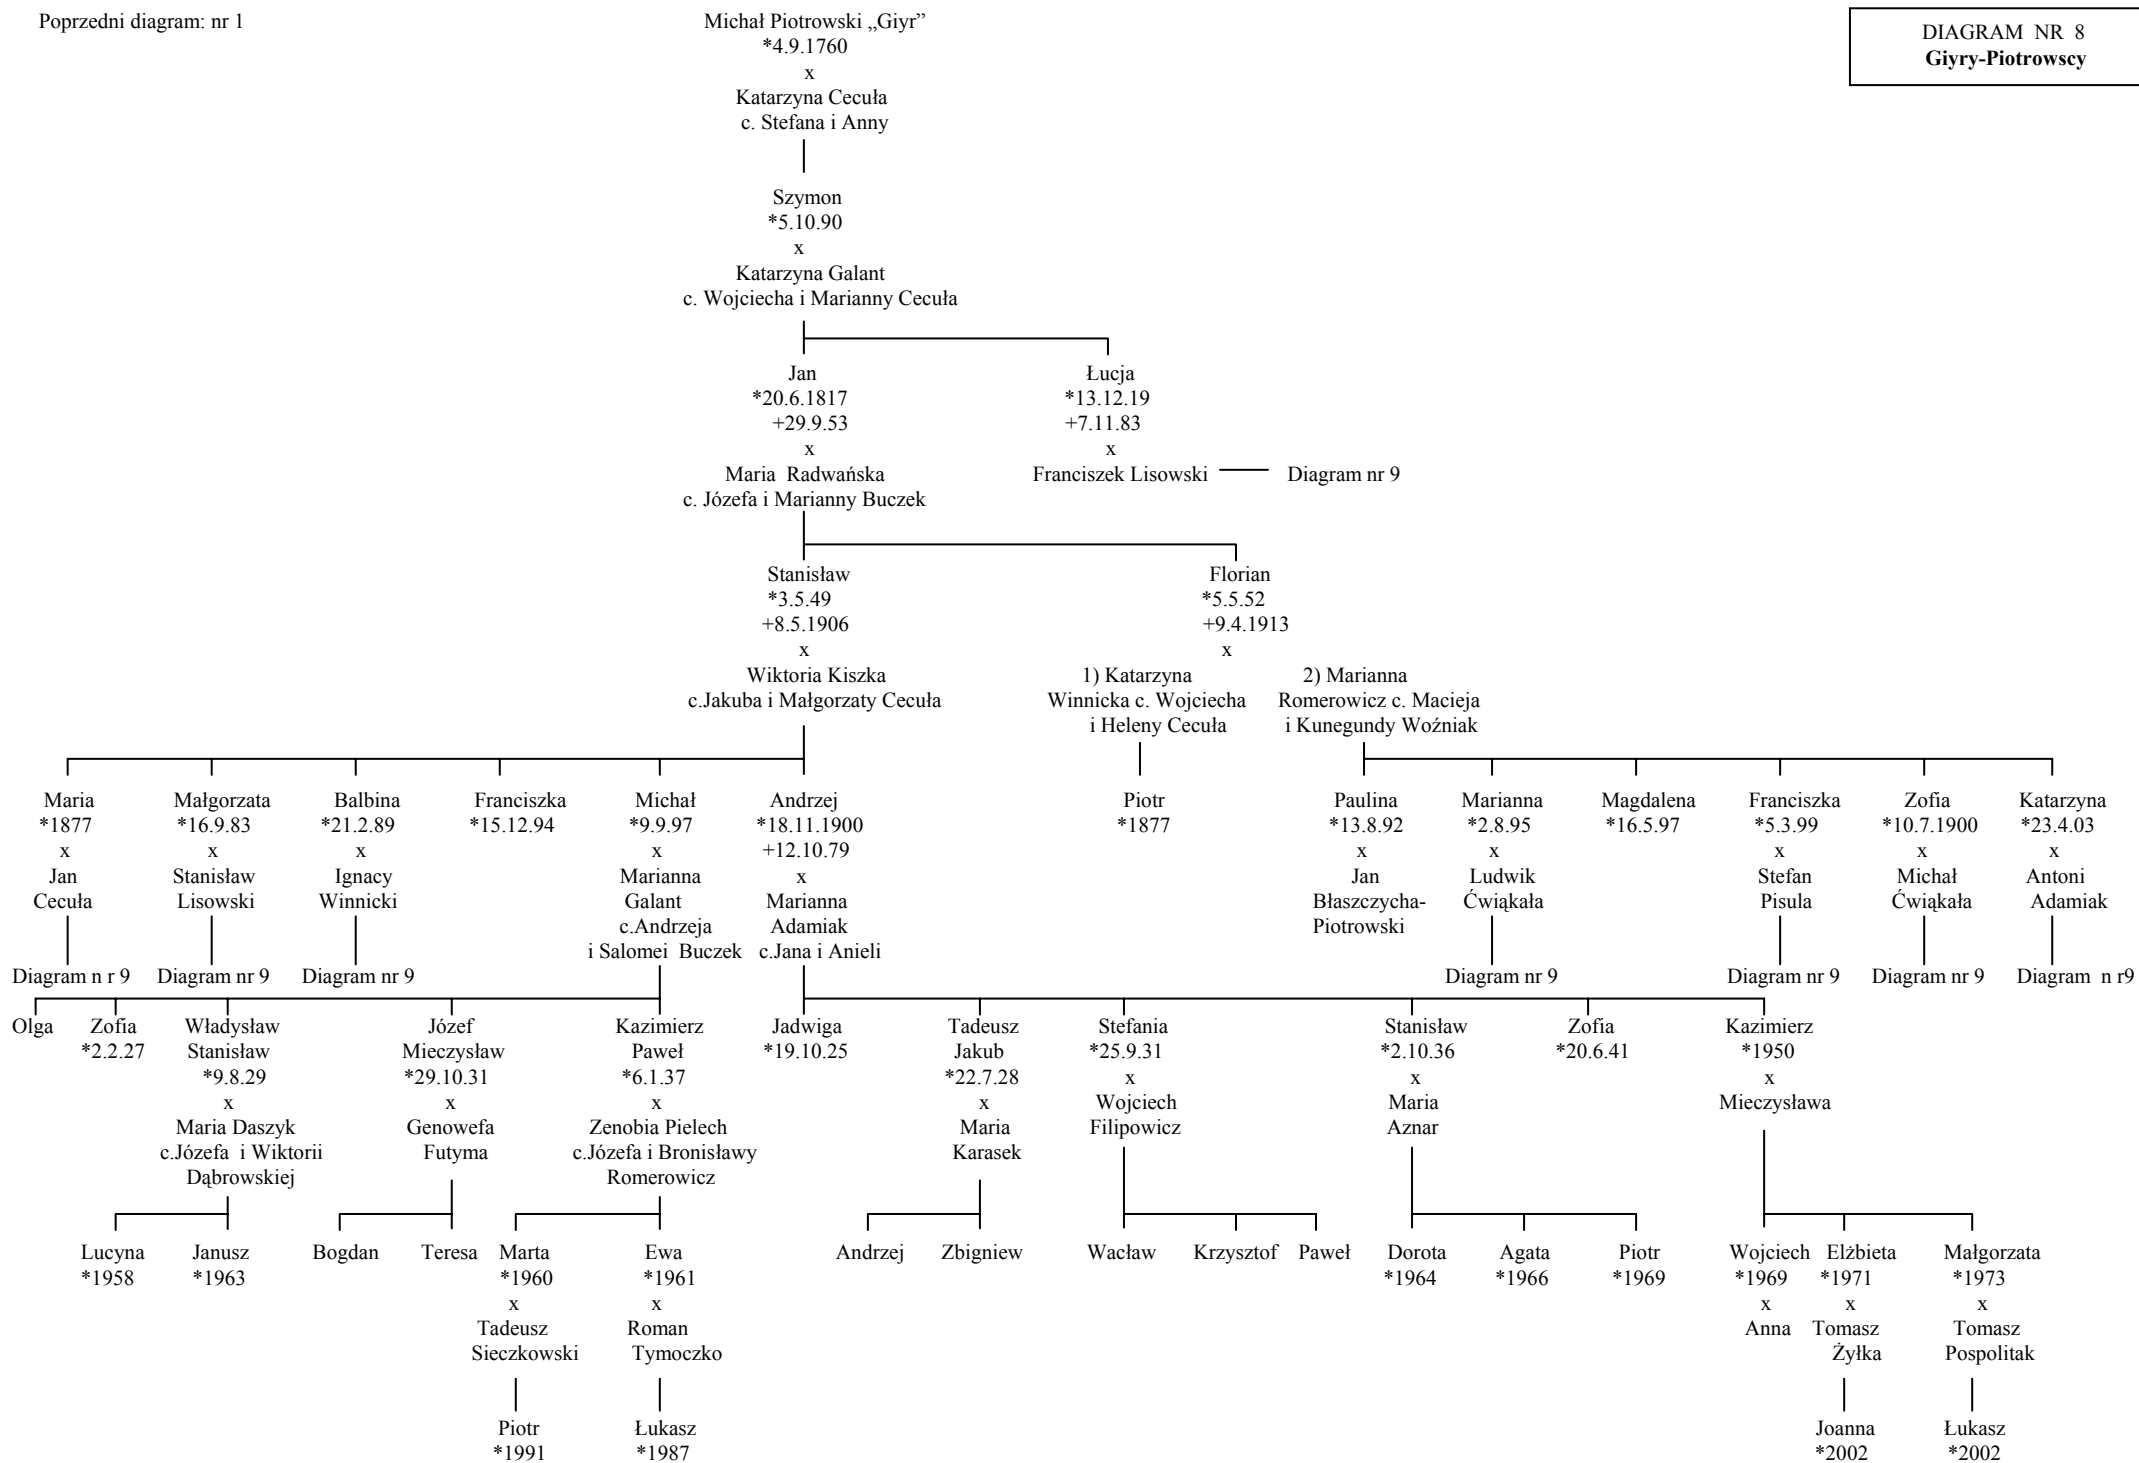 Poprzedni diagram: nr 1
DIAGRAM NR 8
Giyry-Piotrowscy
Michał Piotrowski „Giyr”
*4.9.1760
x
Katarzyna Cecuła
c. Stefana i Anny
Szymon
*5.10.90
x
Katarzyna Galant
c. Wojciecha i Marianny Cecuła
Jan
*20.6.1817
+29.9.53
x
Maria Radwańska
c. Józefa i Marianny Buczek
Łucja
*13.12.19
+7.11.83
x
Franciszek Lisowski
Diagram nr 9
Stanisław
*3.5.49
+8.5.1906
x
Wiktoria Kiszka
c.Jakuba i Małgorzaty Cecuła
Florian
*5.5.52
+9.4.1913
x
1) Katarzyna
Winnicka c. Wojciecha
i Heleny Cecuła
2) Marianna
Romerowicz c. Macieja
i Kunegundy Woźniak
Maria
*1877
x
Jan
Cecuła
Diagram n r 9
Małgorzata
*16.9.83
x
Stanisław
Lisowski
Diagram nr 9
Balbina
*21.2.89
x
Ignacy
Winnicki
Diagram nr 9
Franciszka
*15.12.94
Michał
*9.9.97
x
Marianna
Galant
c.Andrzeja
i Salomei Buczek
Andrzej
*18.11.1900
+12.10.79
x
Marianna
Adamiak
c.Jana i Anieli
Piotr
*1877
Paulina
*13.8.92
x
Jan
Błaszczycha-
Piotrowski
Marianna
*2.8.95
x
Ludwik
Ćwiąkała
Diagram nr 9
Magdalena
*16.5.97
Franciszka
*5.3.99
x
Stefan
Pisula
Diagram nr 9
Zofia
*10.7.1900
x
Michał
Ćwiąkała
Diagram nr 9
Katarzyna
*23.4.03
x
Antoni
Adamiak
Diagram n r9
Olga
Zofia
*2.2.27
Władysław
Stanisław
*9.8.29
x
Maria Daszyk
c.Józefa i Wiktorii
Dąbrowskiej
Józef
Mieczysław
*29.10.31
x
Genowefa
Futyma
Kazimierz
Paweł
*6.1.37
x
Zenobia Pielech
c.Józefa i Bronisławy
Romerowicz
Jadwiga
*19.10.25
Tadeusz
Jakub
*22.7.28
x
Maria
Karasek
Stefania
*25.9.31
x
Wojciech
Filipowicz
Stanisław
*2.10.36
x
Maria
Aznar
Zofia
*20.6.41
Kazimierz
*1950
x
Mieczysława
Lucyna
*1958
Janusz
*1963
Bogdan
Teresa
Marta
*1960
x
Tadeusz
Sieczkowski
Ewa
*1961
x
Roman
Tymoczko
Andrzej
Zbigniew
Wacław
Krzysztof
Paweł
Dorota
*1964
Agata
*1966
Piotr
*1969
Wojciech
*1969
x
Anna
Elżbieta
*1971
x
Tomasz
Żyłka
Małgorzata
*1973
x
Tomasz
Pospolitak
Piotr
*1991
Łukasz
*1987
Joanna
*2002
Łukasz
*2002